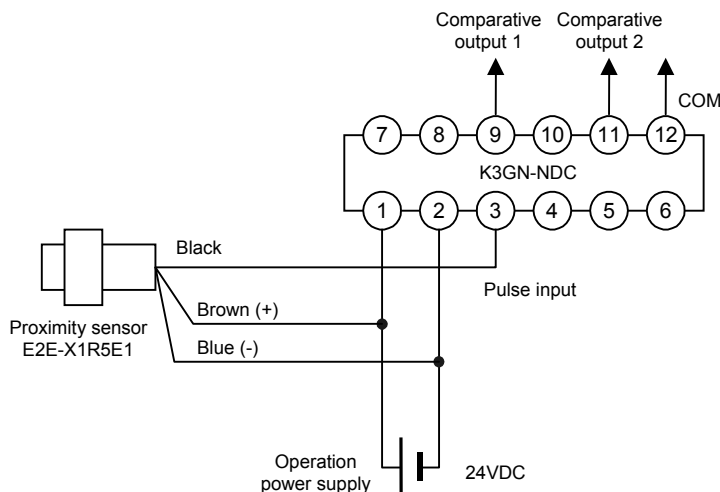 Comparative
output 1
Comparative
output 2
COM
7 8 9 10 11 12
K3GN-NDC
1 2 3 4 5 6
Black
Pulse input
Brown (+)
Proximity sensor
E2E-X1R5E1
Blue (-)
Operation
power supply
24VDC